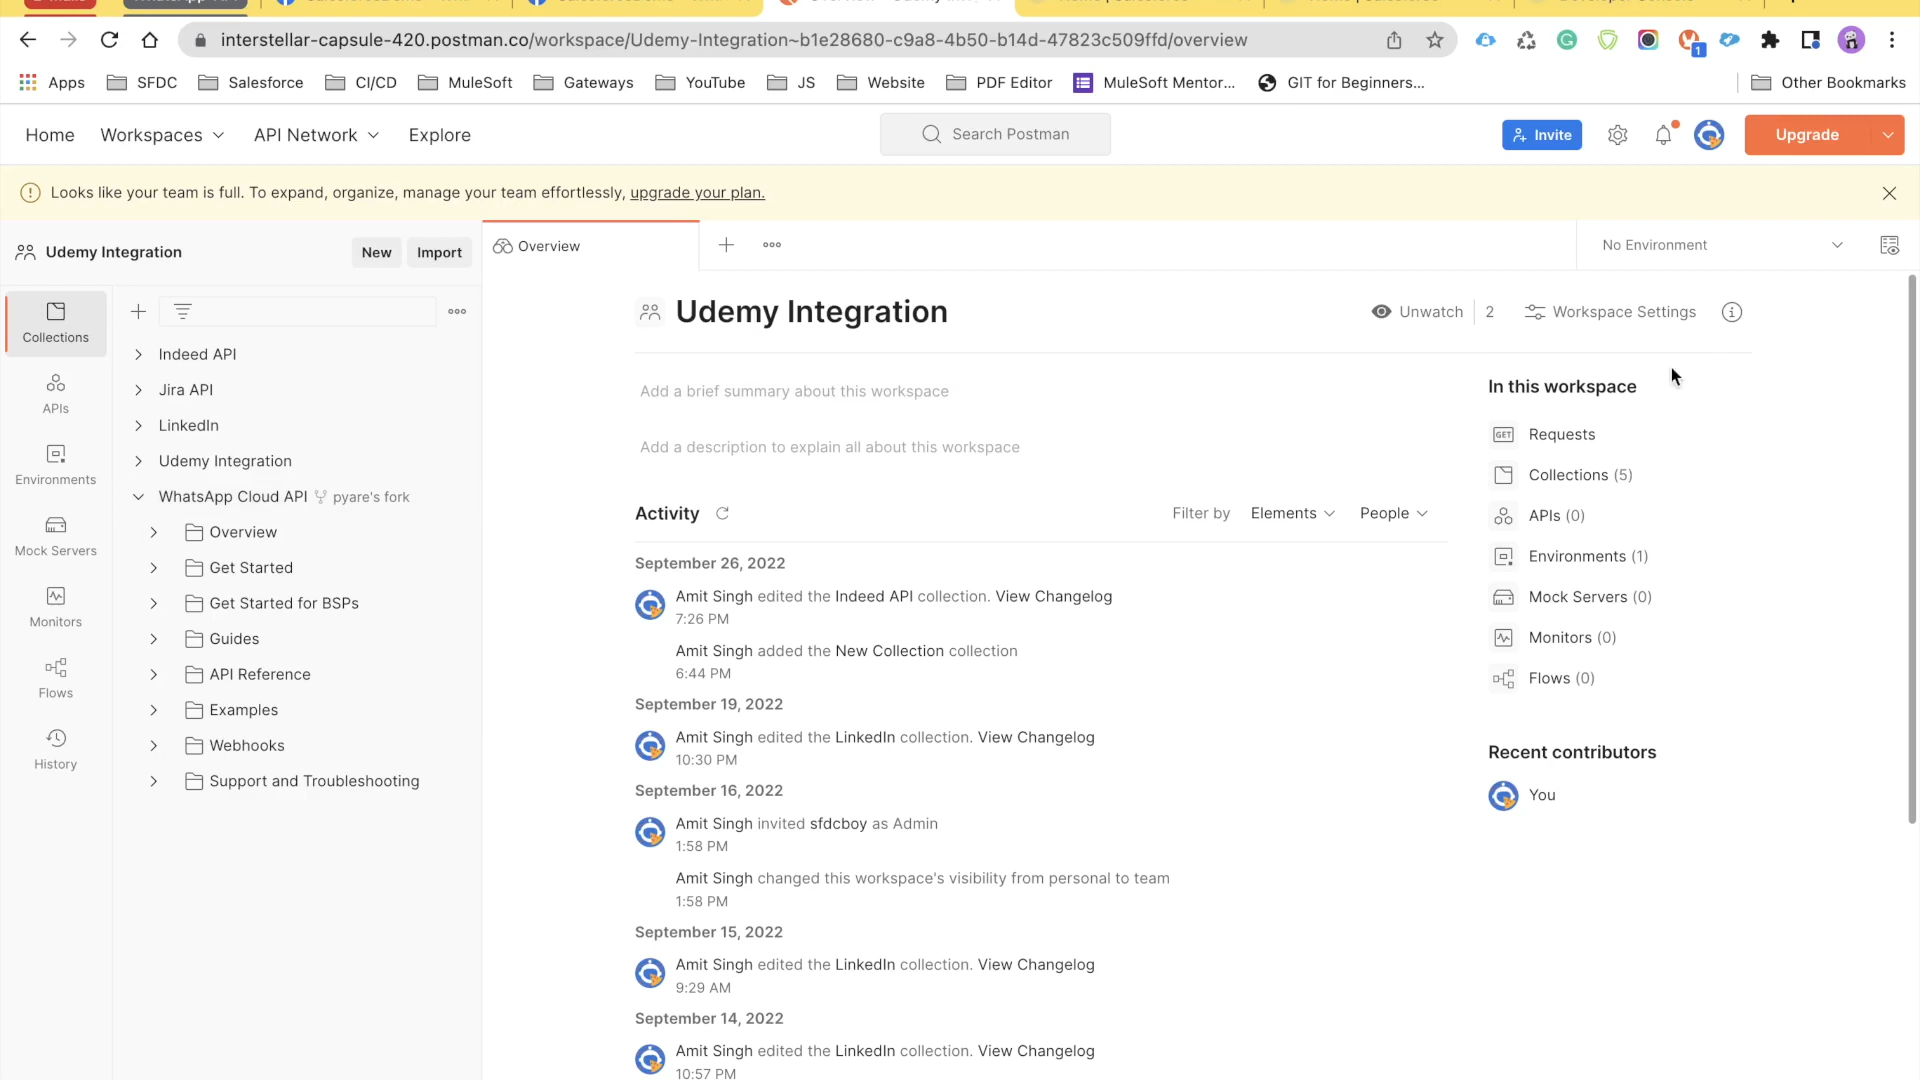 interstellar-capsule-420.postman.co/workspace/Udemy-Integration~b1e28680-c9a8-4b50-b14d-47823c509ffd/overview
1
Apps SFDC Salesforce CI/CD MuleSoft Gateways YouTube JS Website PDF Editor MuleSoft Mentor... GIT for Beginners... Other Bookmarks
Home Workspaces API Network Explore Search Postman Invite Upgrade
Looks like your team is full. To expand, organize, manage your team effortlessly, upgrade your plan.
Udemy Integration New Import Overview No Environment
Collections
APIs
Environments
Mock Servers
Monitors
Flows
History
Indeed API
Jira API
LinkedIn
Udemy Integration
WhatsApp Cloud API pyare's fork
Overview
Get Started
Get Started for BSPs
Guides
API Reference
Examples
Webhooks
Support and Troubleshooting
Udemy Integration Unwatch 2 Workspace Settings
Add a brief summary about this workspace
Add a description to explain all about this workspace
Activity Filter by Elements People
September 26, 2022
Amit Singh edited the Indeed API collection. View Changelog
7:26 PM
Amit Singh added the New Collection collection
6:44 PM
September 19, 2022
Amit Singh edited the LinkedIn collection. View Changelog
10:30 PM
September 16, 2022
Amit Singh invited sfdcboy as Admin
1:58 PM
Amit Singh changed this workspace's visibility from personal to team
1:58 PM
September 15, 2022
Amit Singh edited the LinkedIn collection. View Changelog
9:29 AM
September 14, 2022
Amit Singh edited the LinkedIn collection. View Changelog
10:57 PM
In this workspace
GET Requests
Collections (5)
APIs (0)
Environments (1)
Mock Servers (0)
Monitors (0)
Flows (0)
Recent contributors
You